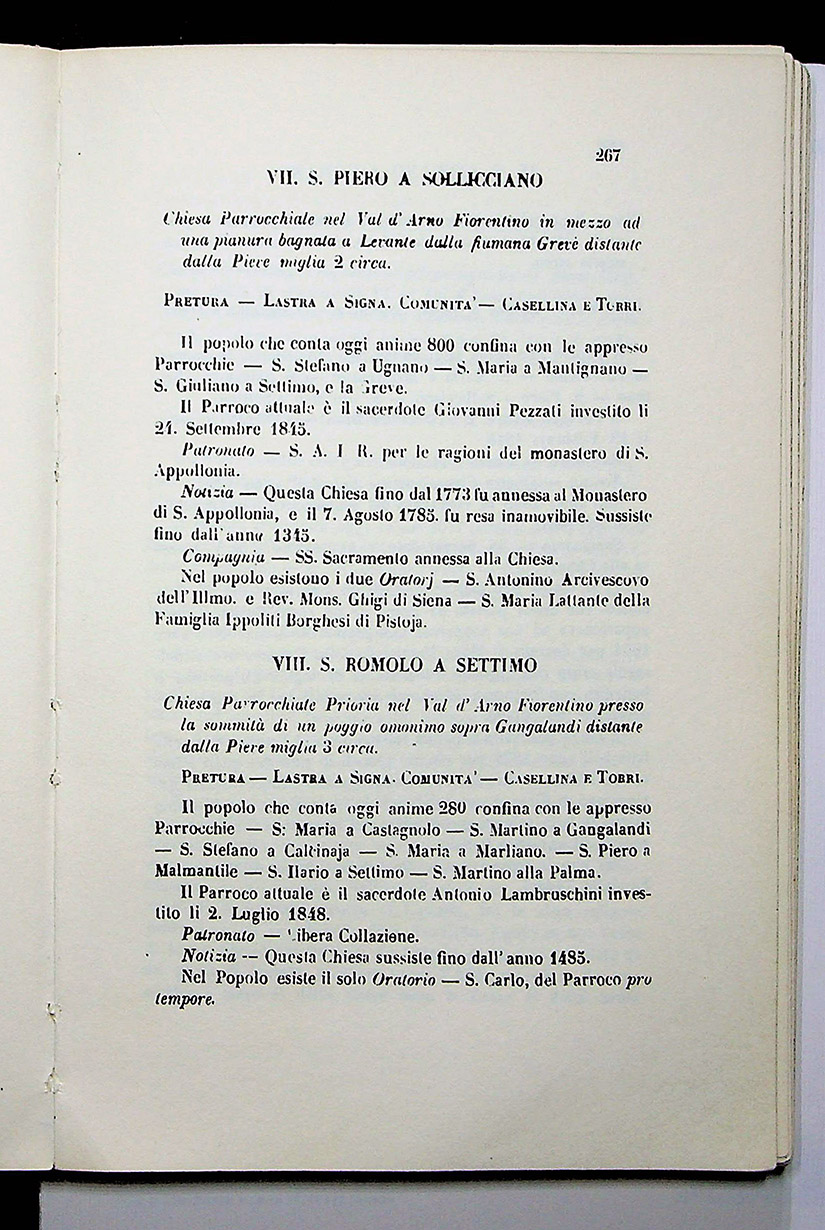 267
VII. S. PIERO A SOLLICCIANO
Chiesa Parrocchiale nel Val d' Arno Fiorentino in mezzo ad
una pianura bagnata a Levante dalla fiumana Greve distante
dalla Pieve miglia 2 circa.
PRETURA — LASTRA A SIGNA. COMUNITA' — CASELLINA E TORRI.
Il popolo che conta oggi anime 800 confina con le appresso
Parrocchie — S. Stefano a Ugnano — S. Maria a Mantignano —
S. Giuliano a Settimo, e la Greve.
Il Parroco attuale è il sacerdote Giovanni Pezzati investito li
24. Settembre 1845.
Patronato — S. A. I R. per le ragioni del monastero di S.
Appollonia.
Notizia — Questa Chiesa fino dal 1773 fu annessa al Monastero
di S. Appollonia, e il 7. Agosto 1785. fu resa inamovibile. Sussiste
fino dall' anno 1345.
Compagnia — SS. Sacramento annessa alla Chiesa.
Nel popolo esistono i due Oratorj — S. Antonino Arcivescovo
dell' Illmo. e Rev. Mons. Ghigi di Siena — S. Maria Lattante della
Famiglia Ippoliti Borghesi di Pistoja.
VIII. S. ROMOLO A SETTIMO
Chiesa Parrocchiale Prioria nel Val d' Arno Fiorentino presso
la sommità di un poggio omonimo sopra Gangalandi distante
dalla Pieve miglia 3 circa.
PRETURA — LASTRA A SIGNA. COMUNITA' — CASELLINA E TORRI.
Il popolo che conta oggi anime 280 confina con le appresso
Parrocchie — S: Maria a Castagnolo — S. Martino a Gangalandi
— S. Stefano a Calcinaja — S. Maria a Marliano. — S. Piero a
Malmantile — S. Ilario a Settimo — S. Martino alla Palma.
Il Parroco attuale è il sacerdote Antonio Lambruschini inves-
tito li 2. Luglio 1848.
Patronato — Libera Collazione.
Notizia -- Questa Chiesa sussiste fino dall' anno 1485.
Nel Popolo esiste il solo Oratorio — S. Carlo, del Parroco pro
tempore.